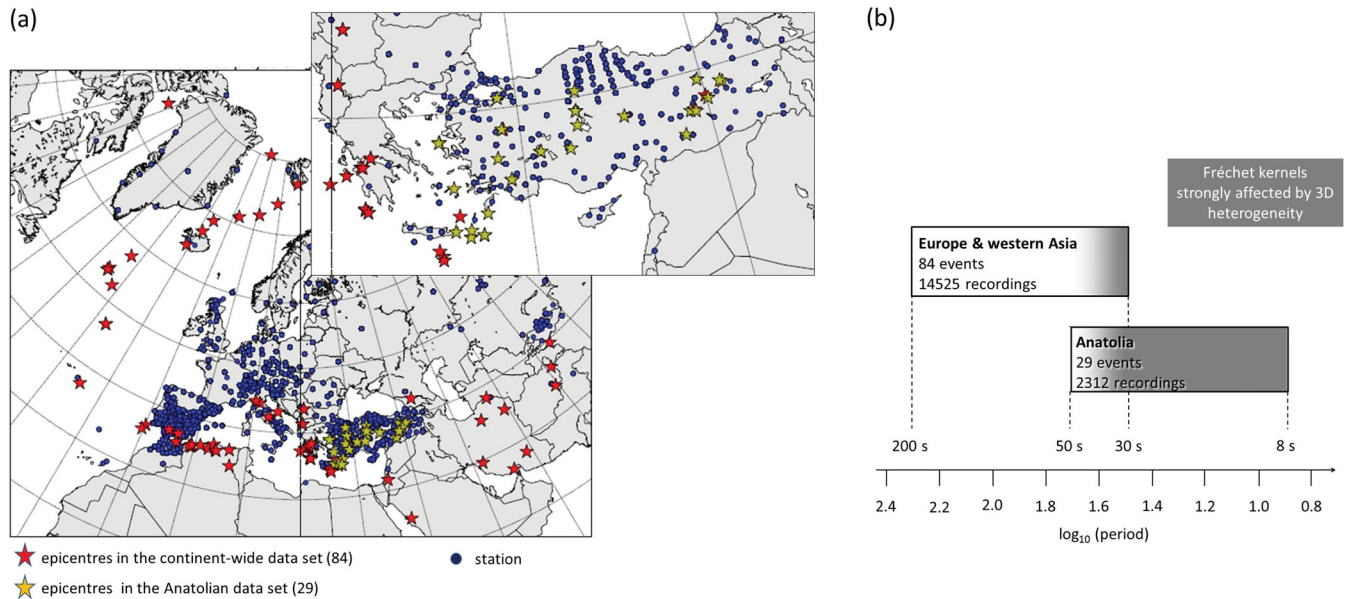 (a)
epicentres in the continent-wide data set (84)
station
epicentres in the Anatolian data set (29)
(b)
Fréchet kernels
strongly affected by 3D
heterogeneity
Europe & western Asia
84 events
14525 recordings
Anatolia
29 events
2312 recordings
200 s
50 s
30 s
8 s
2.4 2.2 2.0 1.8 1.6 1.4 1.2 1.0 0.8
log10 (period)